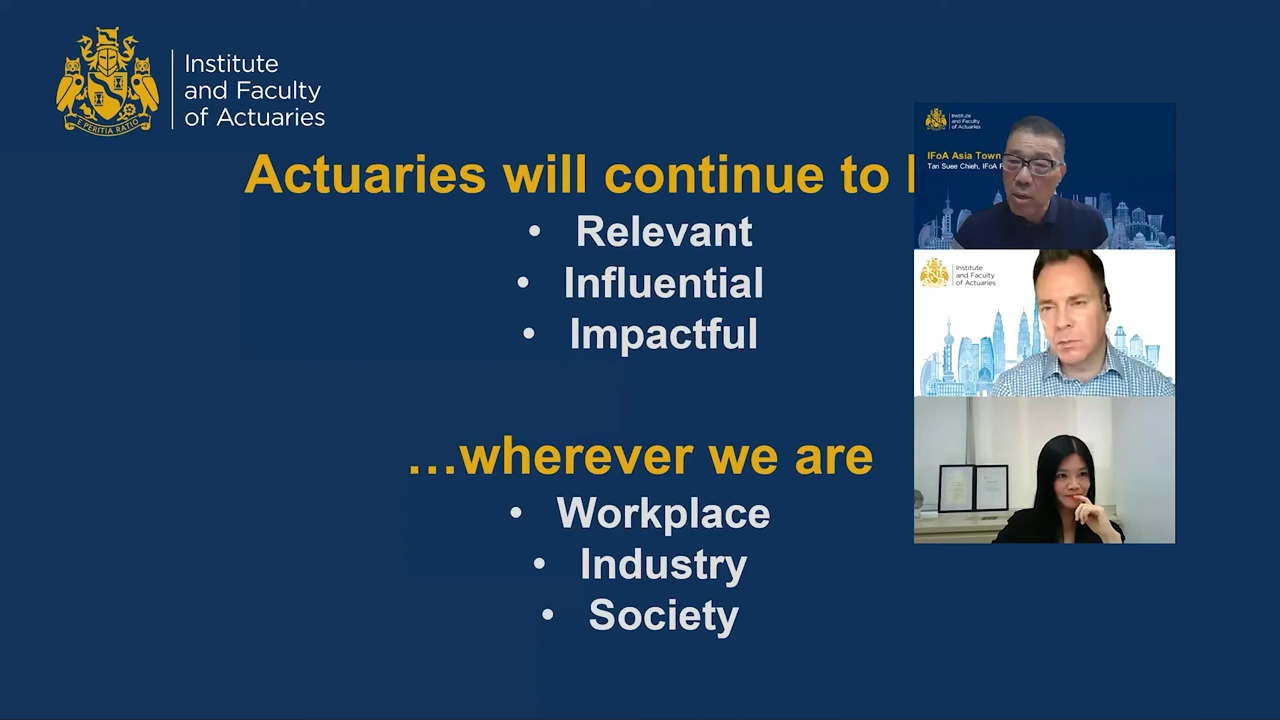 Institute
and Faculty
of Actuaries
E PERITIA RATIO
Actuaries will continue to
• Relevant
• Influential
• Impactful
…wherever we are
• Workplace
• Industry
• Society
Institute
and Faculty
of Actuaries
IFoA Asia Town
Tan Suee Chieh, IFoA
Institute
and Faculty
of Actuaries